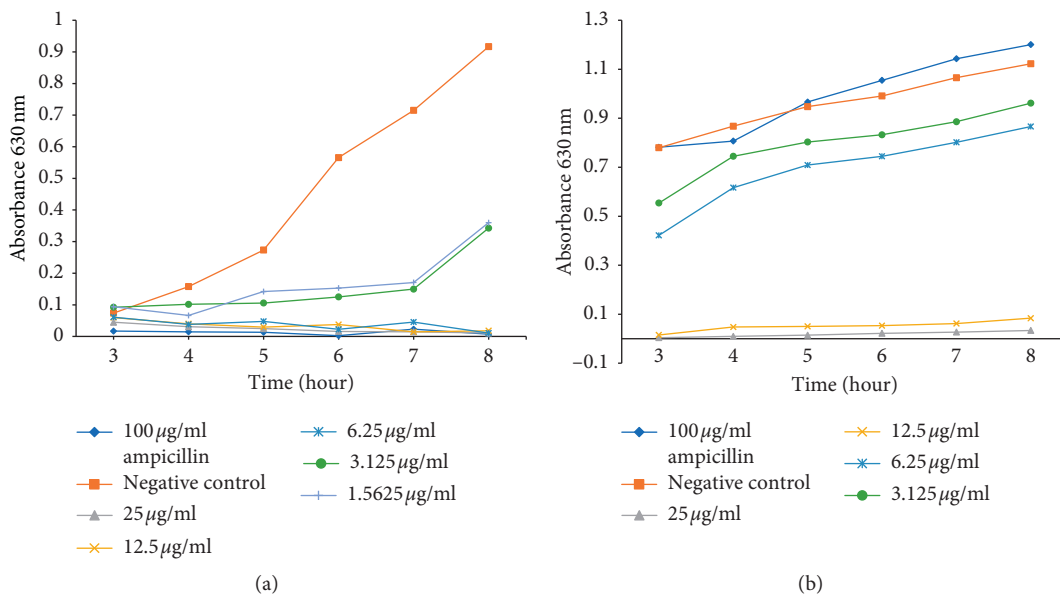 1
0.9
0.8
0.7
0.6
0.5
0.4
0.3
0.2
0.1
0
Absorbance 630 nm
3 4 5 6 7 8
Time (hour)
100 μg/ml
ampicillin
Negative control
25 μg/ml
12.5 μg/ml
6.25 μg/ml
3.125 μg/ml
1.5625 μg/ml
(a)
1.3
1.1
0.9
0.7
0.5
0.3
0.1
−0.1
Absorbance 630 nm
3 4 5 6 7 8
Time (hour)
100 μg/ml
ampicillin
Negative control
25 μg/ml
12.5 μg/ml
6.25 μg/ml
3.125 μg/ml
(b)